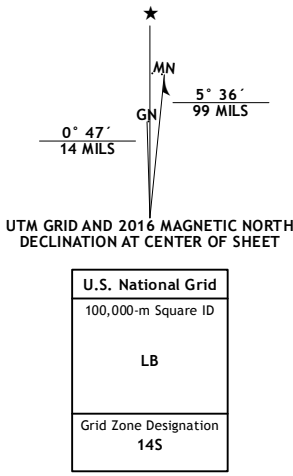 MN
5° 36´
99 MILS
GN
0° 47´
14 MILS
UTM GRID AND 2016 MAGNETIC NORTH
DECLINATION AT CENTER OF SHEET
U.S. National Grid
100,000-m Square ID
LB
Grid Zone Designation
14S